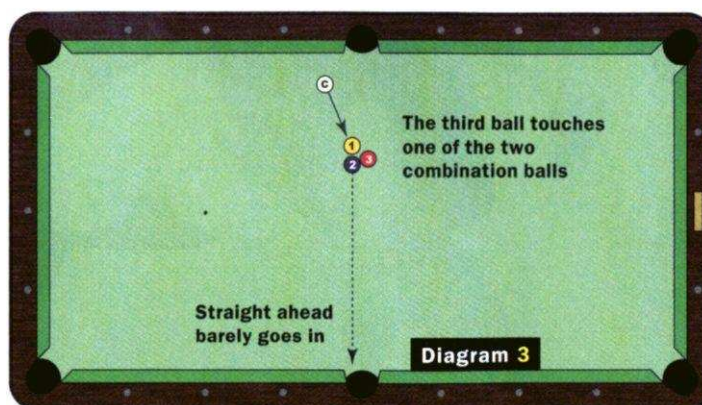 C
1
2
3
The third ball touches
one of the two
combination balls
Straight ahead
barely goes in
Diagram 3